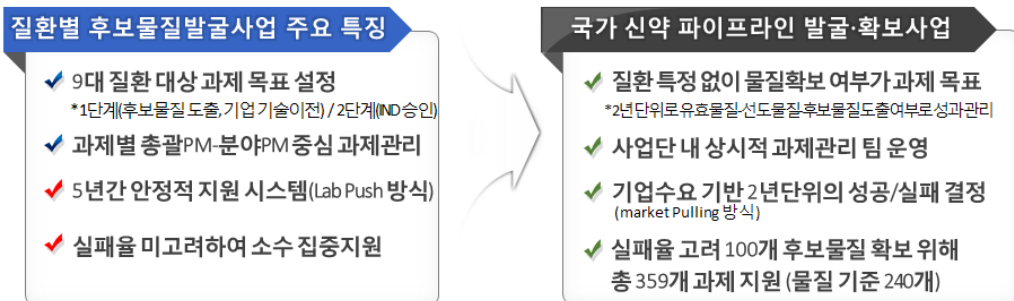 질환별 후보물질발굴사업 주요 특징
9대 질환 대상 과제 목표 설정
*1단계(후보물질 도출, 기업 기술이전) / 2단계(IND승인)
과제별 총괄PM-분야PM 중심 과제관리
5년간 안정적 지원 시스템(Lab Push 방식)
실패율 미고려하여 소수 집중지원
국가 신약 파이프라인 발굴·확보사업
질환 특정 없이 물질확보 여부가 과제 목표
*2년 단위로 유효물질-선도물질-후보물질 도출여부로 성과관리
사업단 내 상시적 과제관리 팀 운영
기업수요 기반 2년단위의 성공/실패 결정
(market Pulling 방식)
실패율 고려 100개 후보물질 확보 위해
총 359개 과제 지원 (물질 기준 240개)